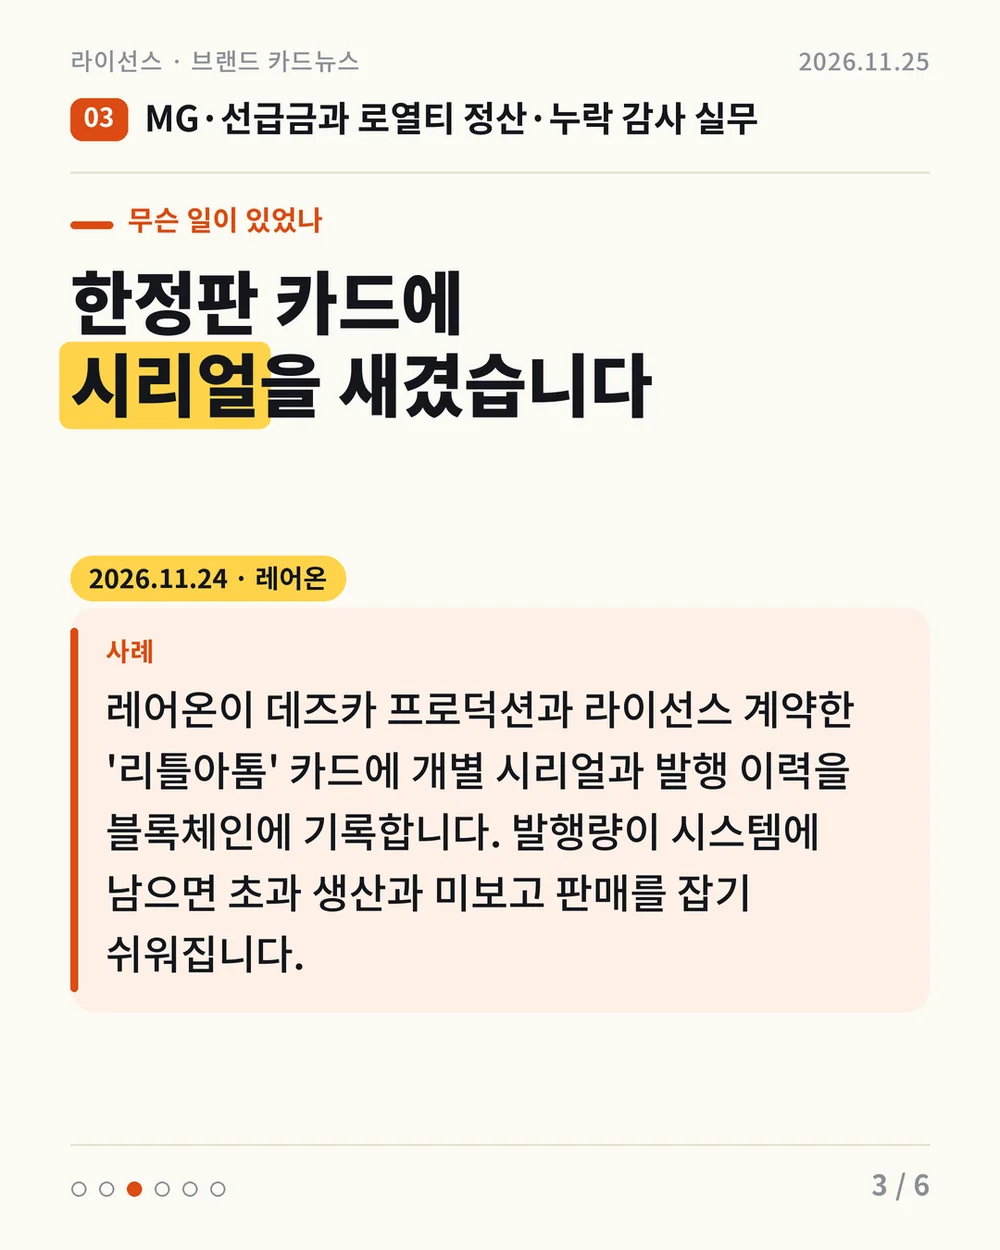 라이선스 · 브랜드 카드뉴스
2026.11.25
03 MG·선급금과 로열티 정산·누락 감사 실무
무슨 일이 있었나
한정판 카드에
시리얼을 새겼습니다
2026.11.24 · 레어온
사례
레어온이 데즈카 프로덕션과 라이선스 계약한
'리틀아톰' 카드에 개별 시리얼과 발행 이력을
블록체인에 기록합니다. 발행량이 시스템에
남으면 초과 생산과 미보고 판매를 잡기
쉬워집니다.
3 / 6